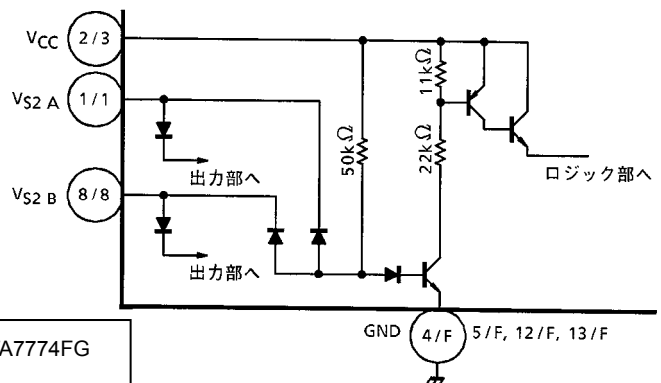 VCC 2/3
VS2 A 1/1
出力部へ
VS2 B 8/8
出力部へ
50kΩ
11kΩ
22kΩ
ロジック部へ
GND 4/F 5/F, 12/F, 13/F
A7774FG